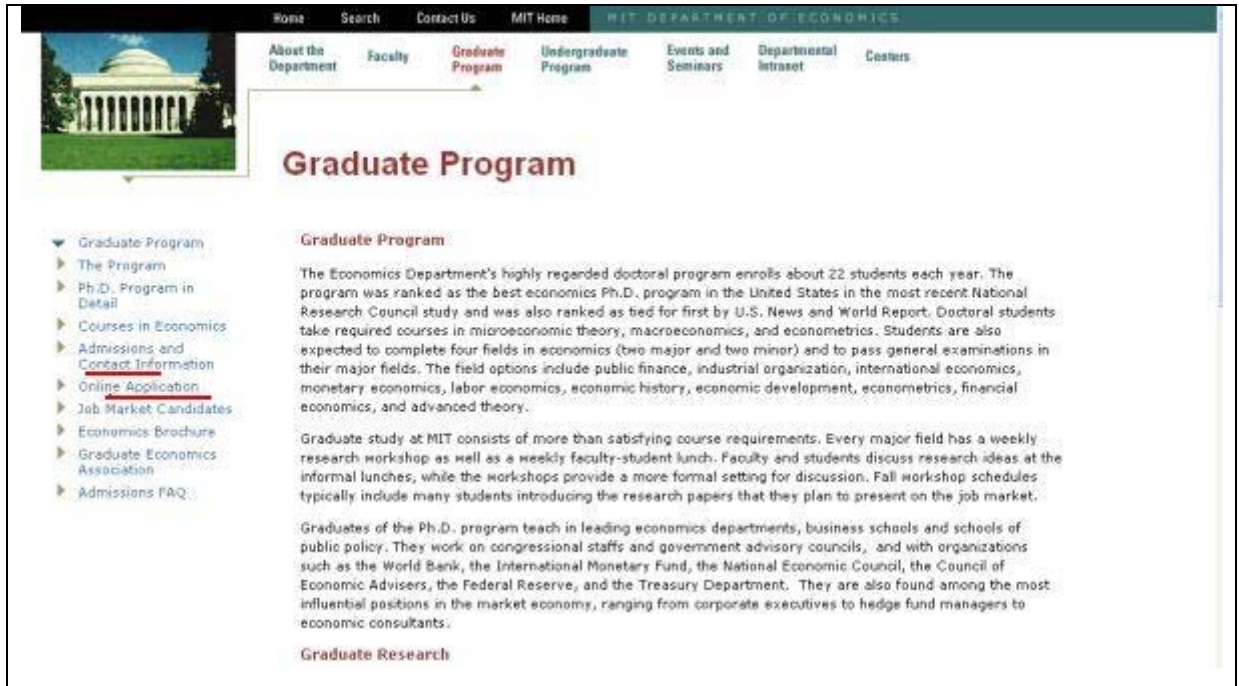 Home Search Contact Us MIT Home MIT DEPARTMENT OF ECONOMICS
About the Department Faculty Graduate Program Undergraduate Program Events and Seminars Departmental Intranet Centers
Graduate Program
Graduate Program
The Program
Ph.D. Program in
Detail
Courses in Economics
Admissions and
Contact Information
Online Application
Job Market Candidates
Economics Brochure
Graduate Economics
Association
Admissions FAQ
Graduate Program
The Economics Department's highly regarded doctoral program enrolls about 22 students each year. The
program was ranked as the best economics Ph.D. program in the United States in the most recent National
Research Council study and was also ranked as tied for first by U.S. News and World Report. Doctoral students
take required courses in microeconomic theory, macroeconomics, and econometrics. Students are also
expected to complete four fields in economics (two major and two minor) and to pass general examinations in
their major fields. The field options include public finance, industrial organization, international economics,
monetary economics, labor economics, economic history, economic development, econometrics, financial
economics, and advanced theory.
Graduate study at MIT consists of more than satisfying course requirements. Every major field has a weekly
research workshop as well as a weekly faculty-student lunch. Faculty and students discuss research ideas at the
informal lunches, while the workshops provide a more formal setting for discussion. Fall workshop schedules
typically include many students introducing the research papers that they plan to present on the job market.
Graduates of the Ph.D. program teach in leading economics departments, business schools and schools of
public policy. They work on congressional staffs and government advisory councils, and with organizations
such as the World Bank, the International Monetary Fund, the National Economic Council, the Council of
Economic Advisers, the Federal Reserve, and the Treasury Department. They are also found among the most
influential positions in the market economy, ranging from corporate executives to hedge fund managers to
economic consultants.
Graduate Research